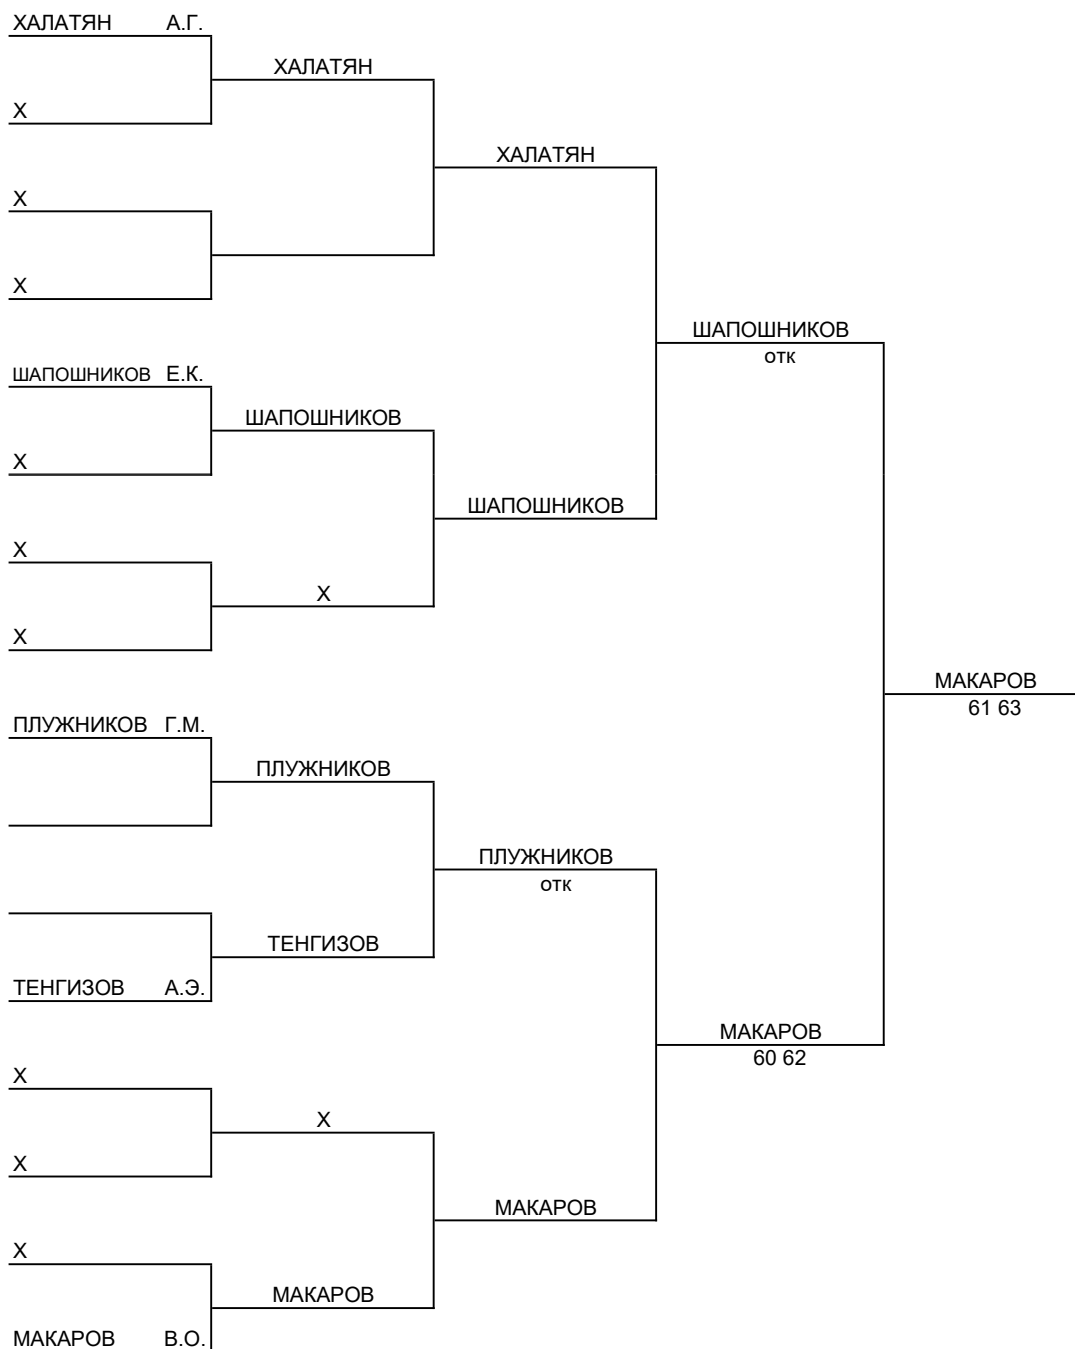 ХАЛАТЯН А.Г.
ХАЛАТЯН
Х
ХАЛАТЯН
Х
Х
ШАПОШНИКОВ
отк
ШАПОШНИКОВ Е.К.
ШАПОШНИКОВ
Х
ШАПОШНИКОВ
Х
Х
Х
МАКАРОВ
61 63
ПЛУЖНИКОВ Г.М.
ПЛУЖНИКОВ
ПЛУЖНИКОВ
отк
ТЕНГИЗОВ
ТЕНГИЗОВ А.Э.
МАКАРОВ
60 62
Х
Х
Х
МАКАРОВ
Х
МАКАРОВ
МАКАРОВ В.О.